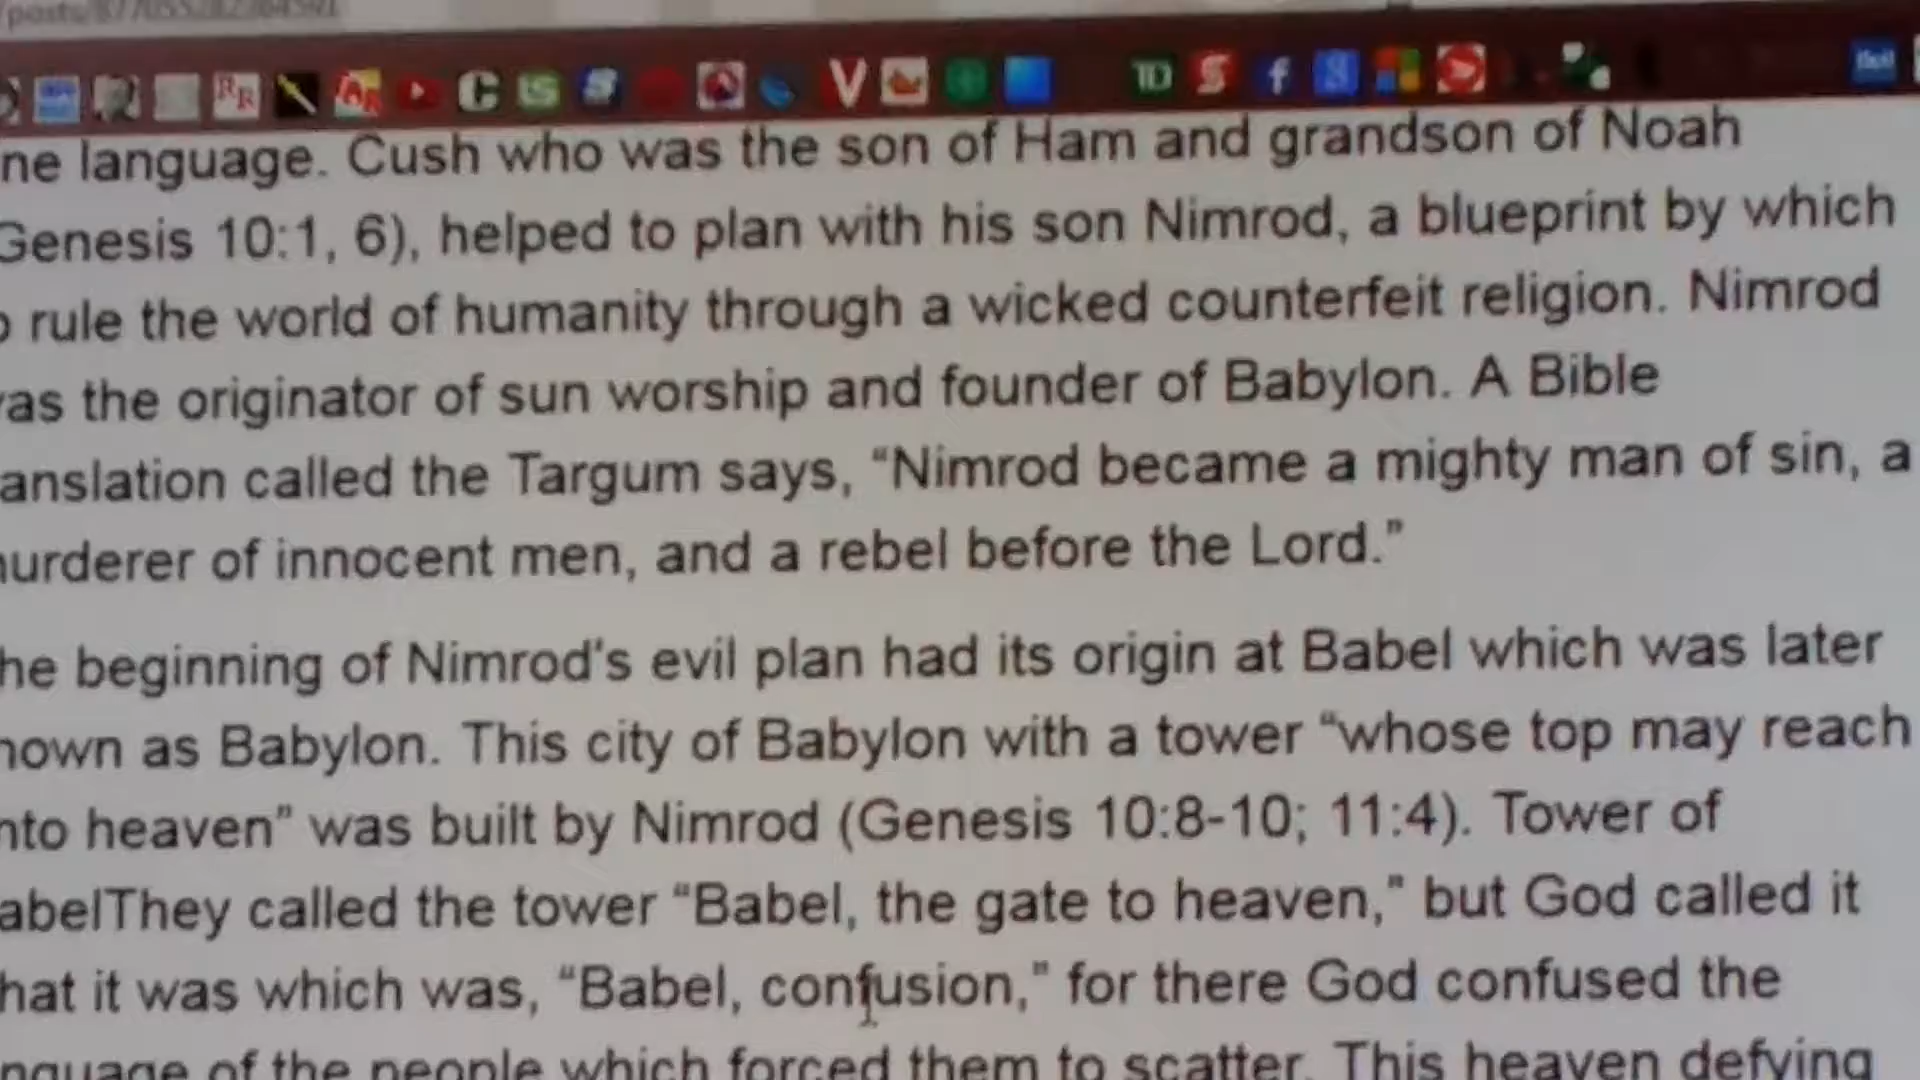 /posts/877055282364591
ne language. Cush who was the son of Ham and grandson of Noah
Genesis 10:1, 6), helped to plan with his son Nimrod, a blueprint by which
o rule the world of humanity through a wicked counterfeit religion. Nimrod
as the originator of sun worship and founder of Babylon. A Bible
anslation called the Targum says, “Nimrod became a mighty man of sin, a
urderer of innocent men, and a rebel before the Lord.”
he beginning of Nimrod's evil plan had its origin at Babel which was later
nown as Babylon. This city of Babylon with a tower “whose top may reach
nto heaven” was built by Nimrod (Genesis 10:8-10; 11:4). Tower of
abelThey called the tower “Babel, the gate to heaven,” but God called it
hat it was which was, “Babel, confusion,” for there God confused the
nguage of the people which forced them to scatter. This heaven defying